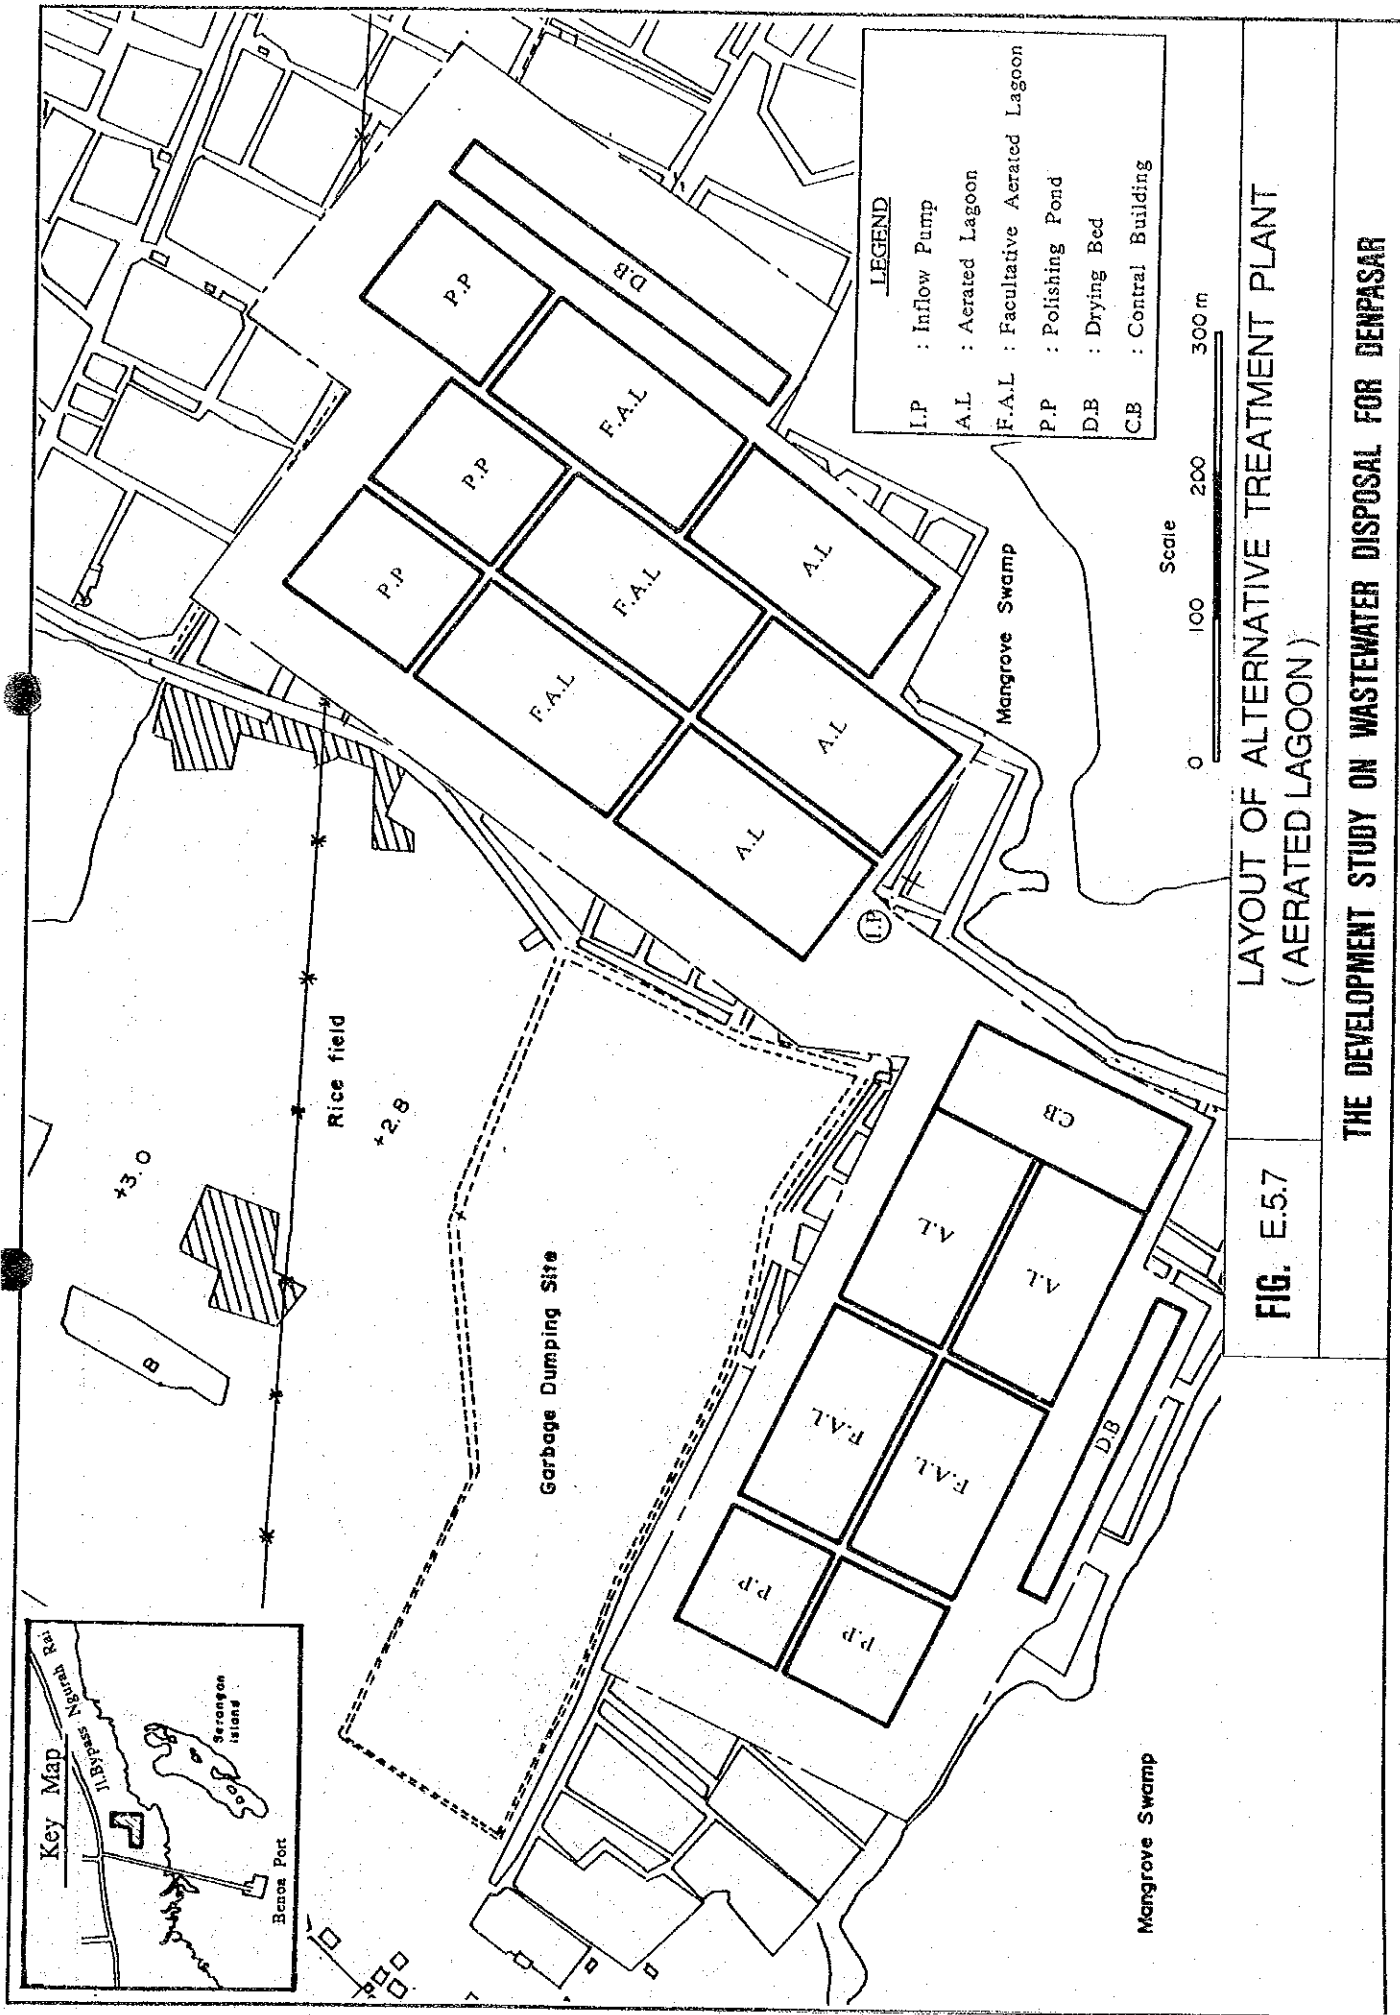 Key Map
Jl.Bypass Ngurah Rai
Serangan
Island
Benoa Port
+3.0
B
Rice field
+2.8
Garbage Dumping Site
P.P
P.P
P.P
F.A.L
F.A.L
F.A.L
A.L
A.L
A.L
D.B
I.P
C.B
A.L
A.L
F.A.L
F.A.L
P.P
P.P
D.B
Mangrove Swamp
Mangrove Swamp
LEGEND
I.P : Inflow Pump
A.L : Aerated Lagoon
F.A.L : Facultative Aerated Lagoon
P.P : Polishing Pond
D.B : Drying Bed
C.B : Contral Building
Scale
0 100 200 300 m
FIG. E.5.7
LAYOUT OF ALTERNATIVE TREATMENT PLANT
( AERATED LAGOON )
THE DEVELOPMENT STUDY ON WASTEWATER DISPOSAL FOR DENPASAR